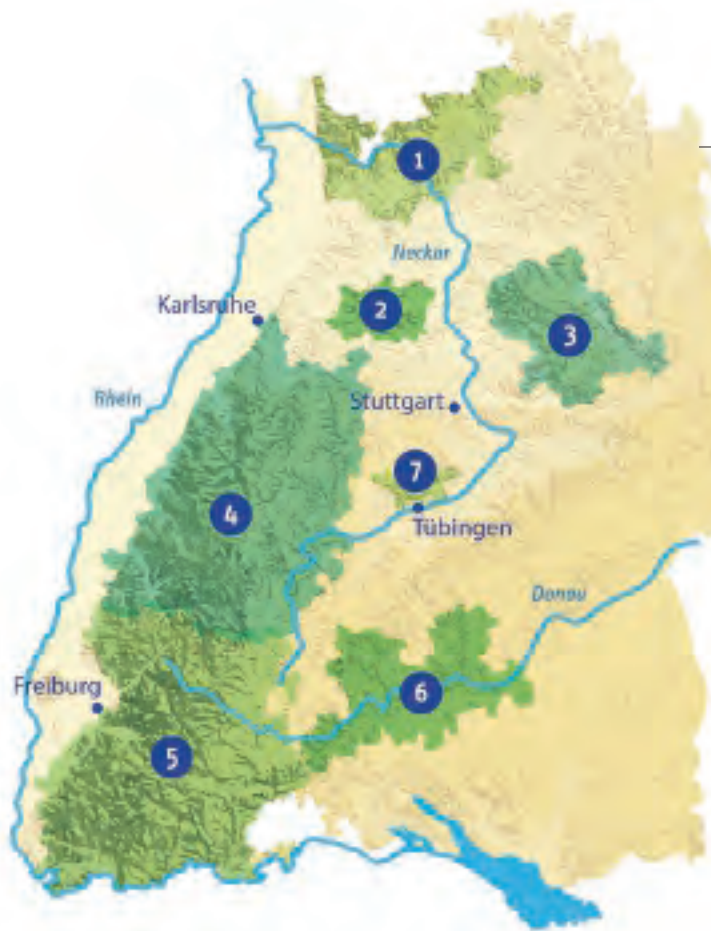 1
Neckar
2
Karlsruhe
3
Rhein
Stuttgart
7
4
Tübingen
Donau
Freiburg
6
5